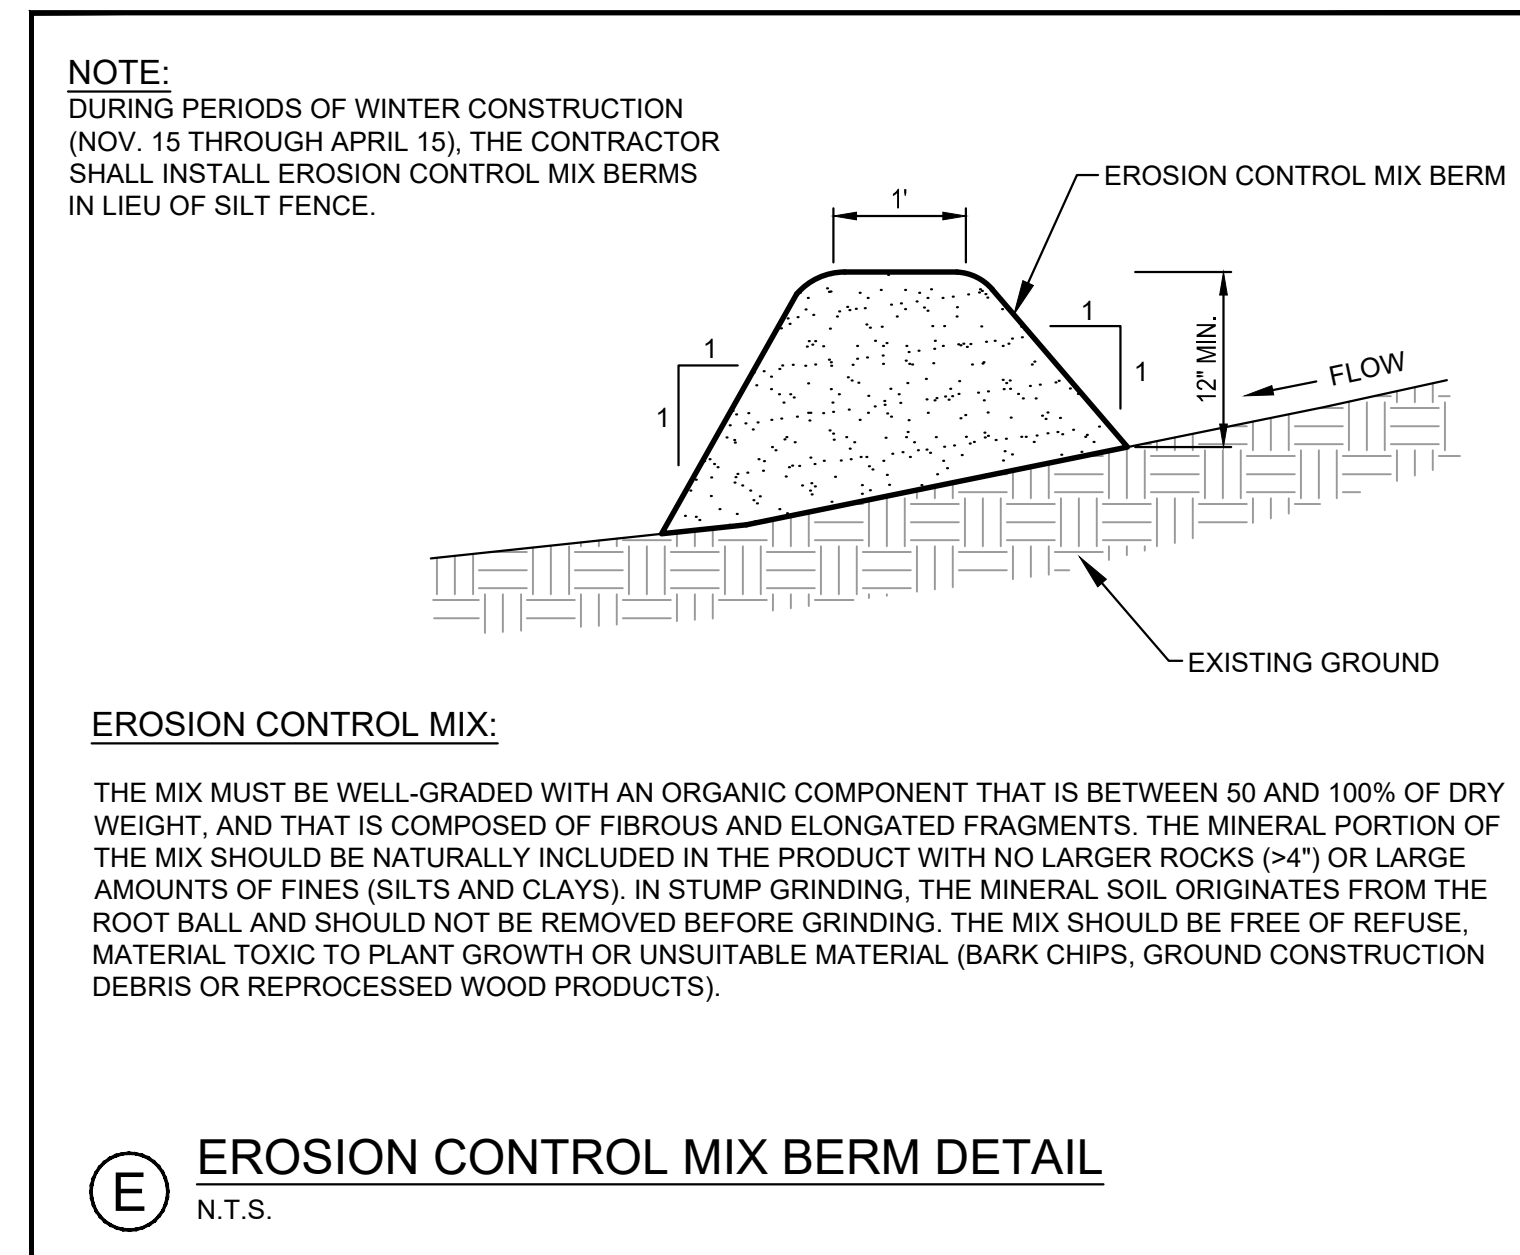 NOTE:
DURING PERIODS OF WINTER CONSTRUCTION
(NOV. 15 THROUGH APRIL 15), THE CONTRACTOR
SHALL INSTALL EROSION CONTROL MIX BERMS
IN LIEU OF SILT FENCE.
EROSION CONTROL MIX BERM
1'
1
1
1
1
12" MIN.
FLOW
EXISTING GROUND
EROSION CONTROL MIX:
THE MIX MUST BE WELL-GRADED WITH AN ORGANIC COMPONENT THAT IS BETWEEN 50 AND 100% OF DRY
WEIGHT, AND THAT IS COMPOSED OF FIBROUS AND ELONGATED FRAGMENTS. THE MINERAL PORTION OF
THE MIX SHOULD BE NATURALLY INCLUDED IN THE PRODUCT WITH NO LARGER ROCKS (>4") OR LARGE
AMOUNTS OF FINES (SILTS AND CLAYS). IN STUMP GRINDING, THE MINERAL SOIL ORIGINATES FROM THE
ROOT BALL AND SHOULD NOT BE REMOVED BEFORE GRINDING. THE MIX SHOULD BE FREE OF REFUSE,
MATERIAL TOXIC TO PLANT GROWTH OR UNSUITABLE MATERIAL (BARK CHIPS, GROUND CONSTRUCTION
DEBRIS OR REPROCESSED WOOD PRODUCTS).
E
EROSION CONTROL MIX BERM DETAIL
N.T.S.